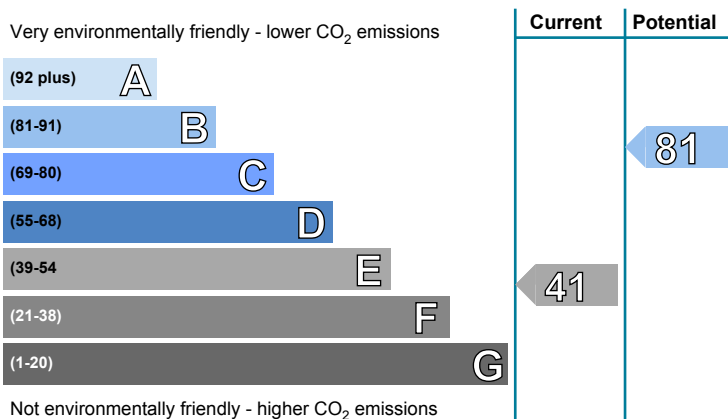 Very environmentally friendly - lower CO2 emissions
Current
Potential
(92 plus) A
(81-91) B
(69-80) C
(55-68) D
(39-54 E
(21-38) F
(1-20) G
81
41
Not environmentally friendly - higher CO2 emissions